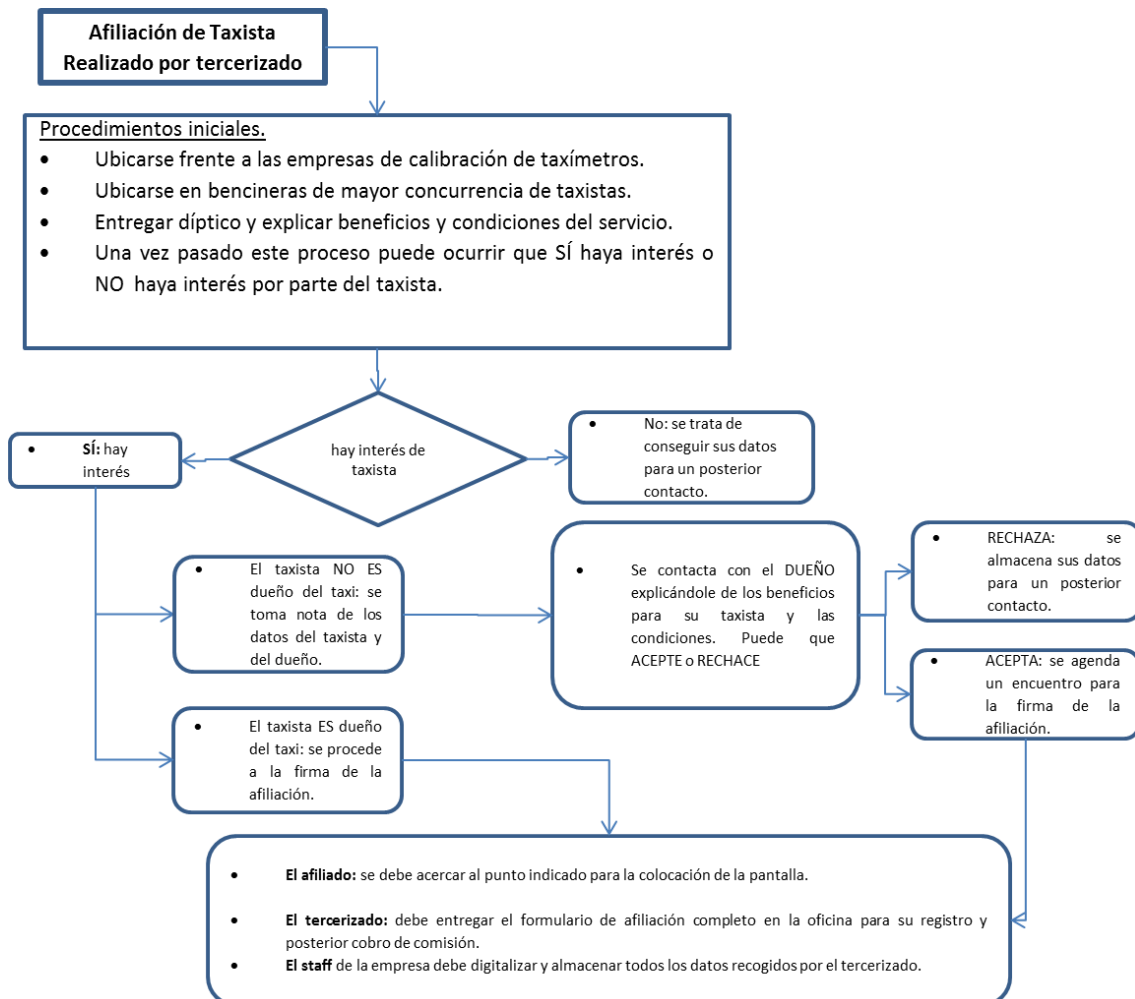 Afiliación de Taxista
Realizado por tercerizado
Procedimientos iniciales.
• Ubicarse frente a las empresas de calibración de taxímetros.
• Ubicarse en bencineras de mayor concurrencia de taxistas.
• Entregar díptico y explicar beneficios y condiciones del servicio.
• Una vez pasado este proceso puede ocurrir que SÍ haya interés o
NO haya interés por parte del taxista.
• SÍ: hay
interés
hay interés de
taxista
• No: se trata de
conseguir sus datos
para un posterior
contacto.
• El taxista NO ES
dueño del taxi: se
toma nota de los
datos del taxista y
del dueño.
• Se contacta con el DUEÑO
explicándole de los beneficios
para su taxista y las
condiciones. Puede que
ACEPTE o RECHACE
• RECHAZA: se
almacena sus datos
para un posterior
contacto.
• ACEPTA: se agenda
un encuentro para
la firma de la
afiliación.
• El taxista ES dueño
del taxi: se procede
a la firma de la
afiliación.
• El afiliado: se debe acercar al punto indicado para la colocación de la pantalla.
• El tercerizado: debe entregar el formulario de afiliación completo en la oficina para su registro y
posterior cobro de comisión.
• El staff de la empresa debe digitalizar y almacenar todos los datos recogidos por el tercerizado.